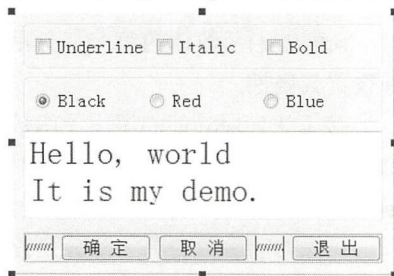 Underline Italic Bold
Black Red Blue
Hello, world
It is my demo.
确定 取消 退出